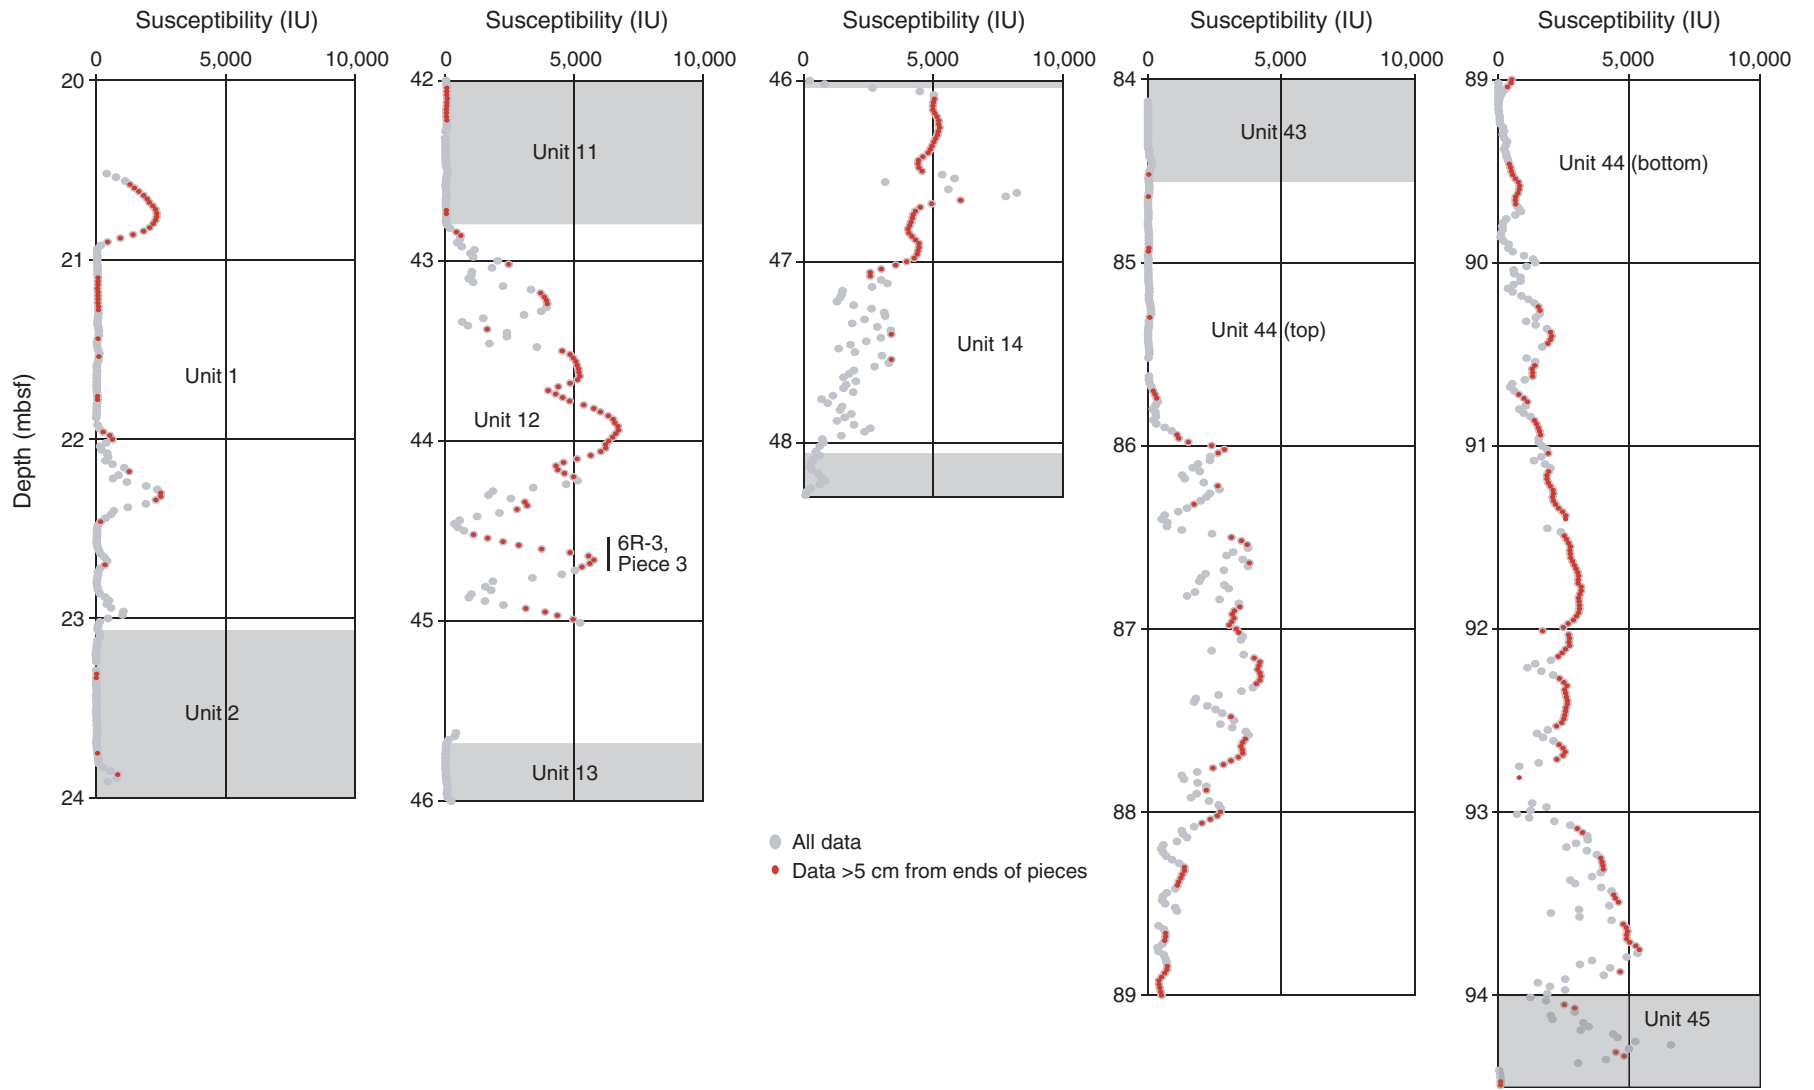 Susceptibility (IU)
Susceptibility (IU)
Susceptibility (IU)
Susceptibility (IU)
Susceptibility (IU)
0 5,000 10,000
0 5,000 10,000
0 5,000 10,000
0 5,000 10,000
0 5,000 10,000
Depth (mbsf)
20
21
22
23
24
Unit 1
Unit 2
42
43
44
45
46
Unit 11
Unit 12
6R-3,
Piece 3
Unit 13
46
47
48
Unit 14
All data
Data >5 cm from ends of pieces
84
85
86
87
88
89
Unit 43
Unit 44 (top)
89
90
91
92
93
94
Unit 44 (bottom)
Unit 45